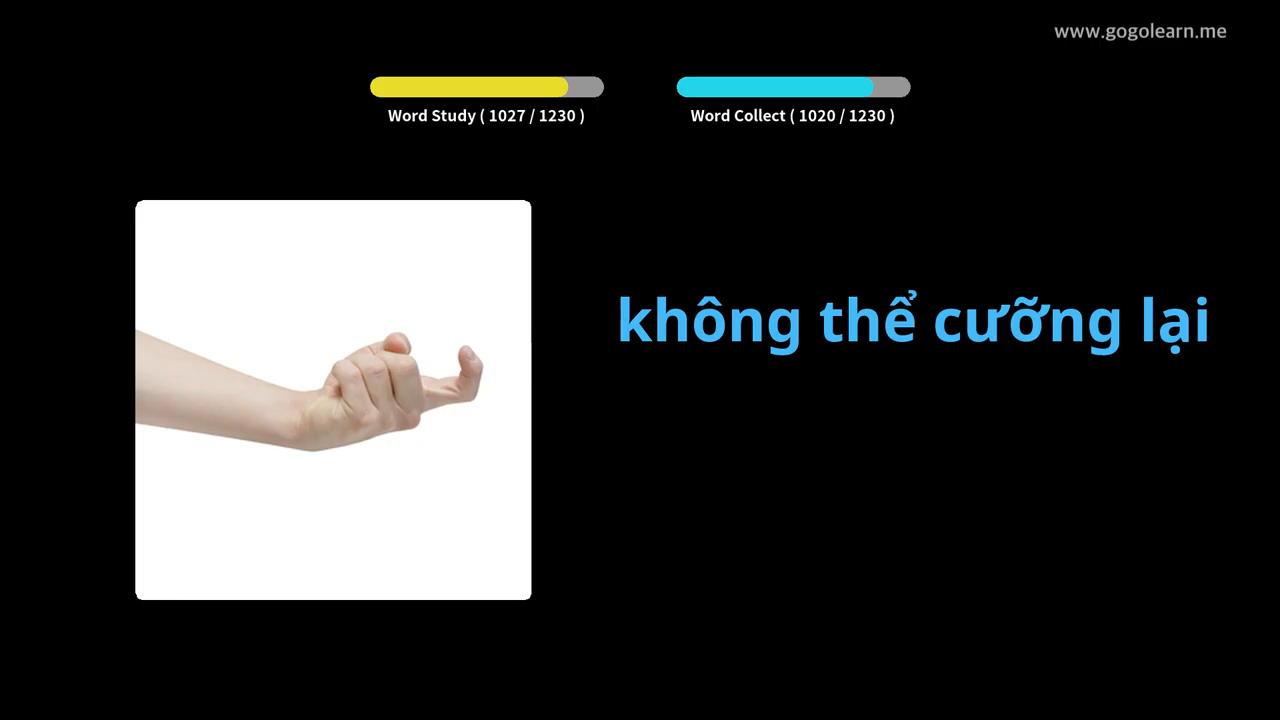 www.gogolearn.me
Word Study ( 1027 / 1230 )
Word Collect ( 1020 / 1230 )
không thể cưỡng lại